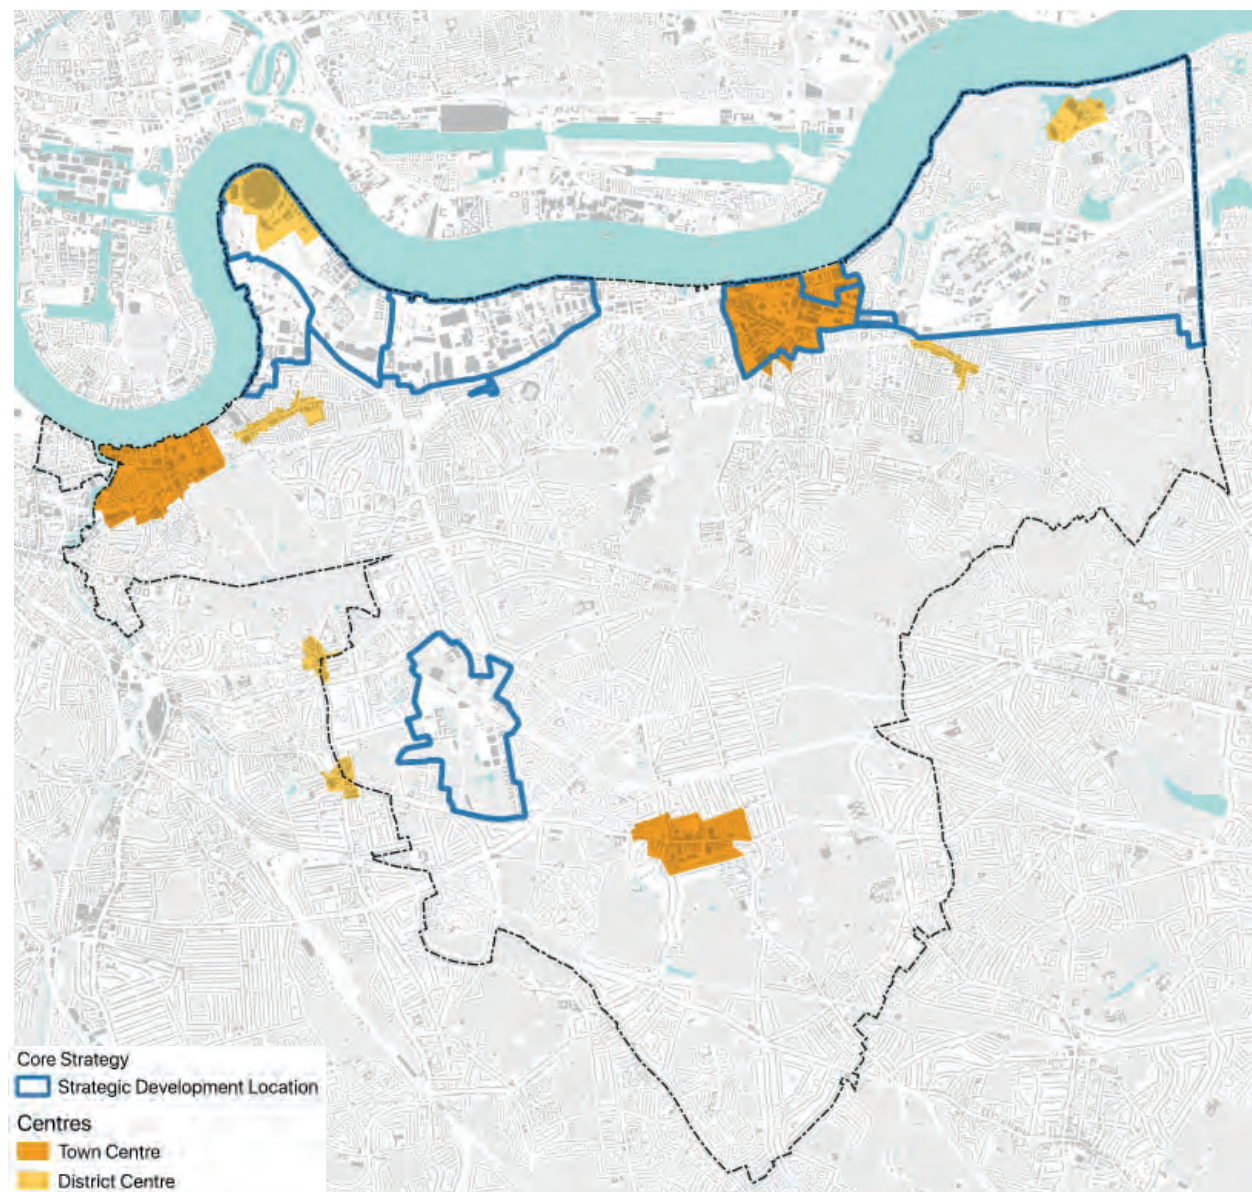 Core Strategy
Strategic Development Location
Centres
Town Centre
District Centre